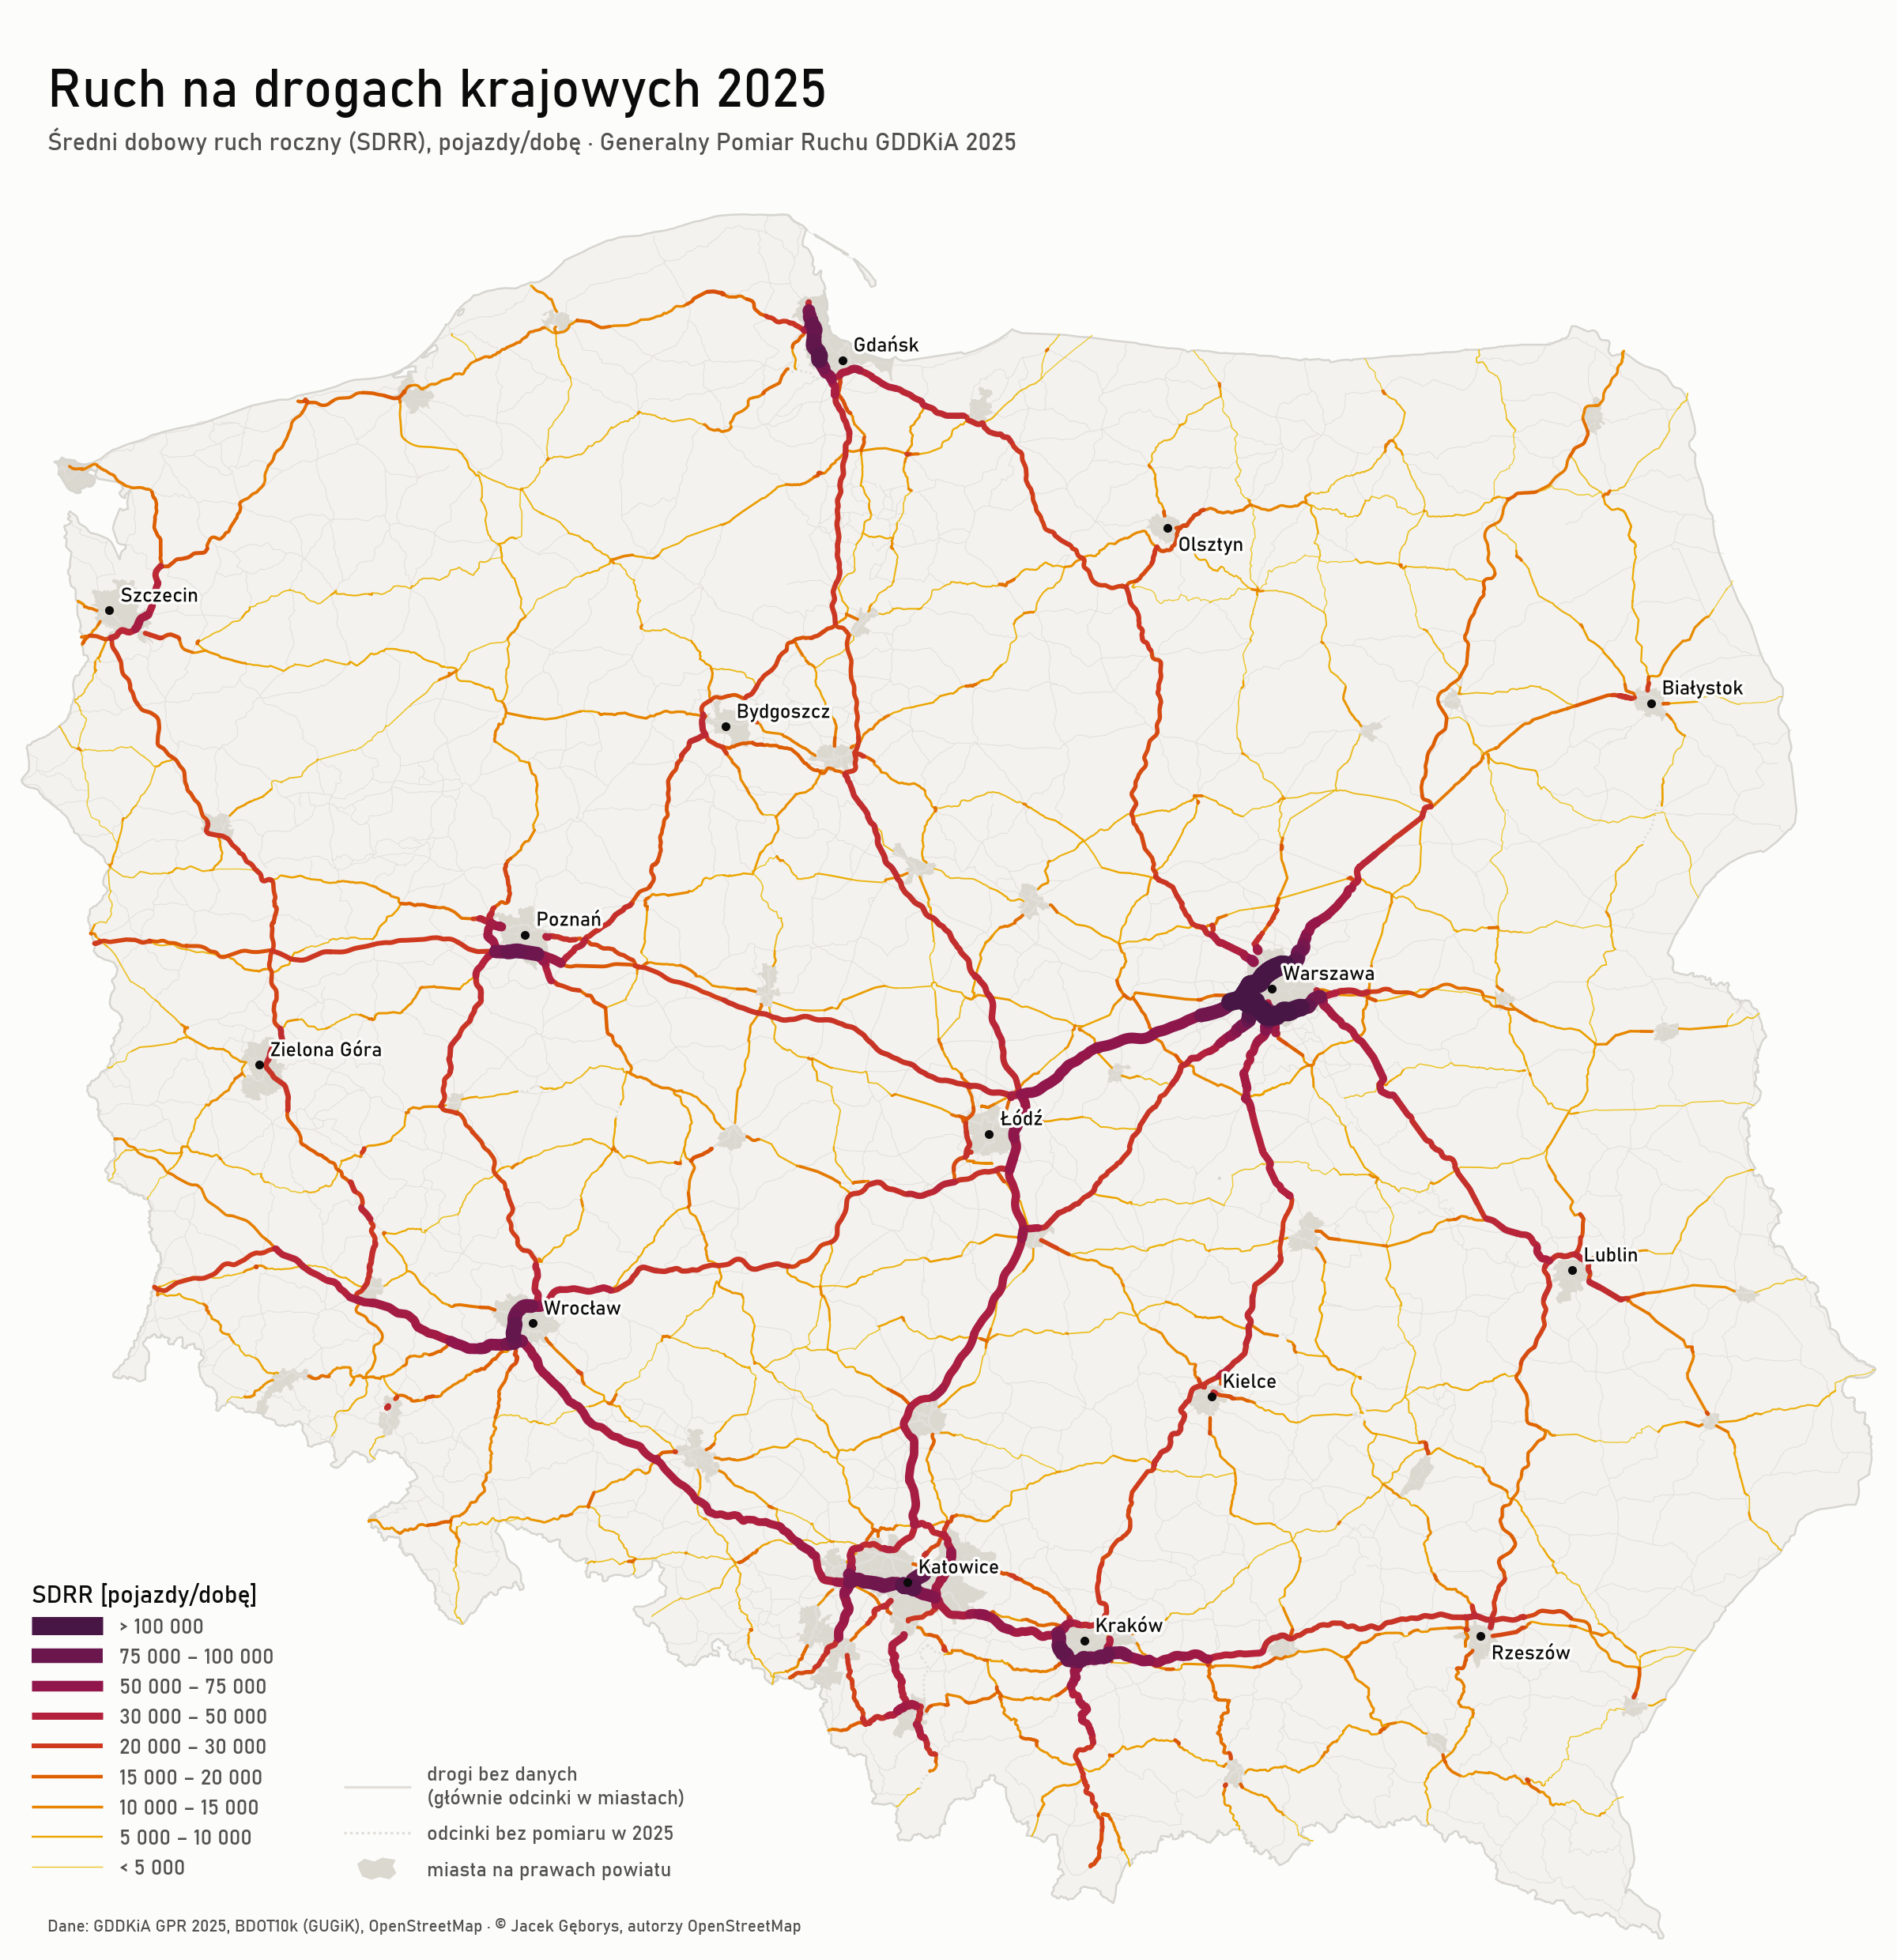 Ruch na drogach krajowych 2025
Średni dobowy ruch roczny (SDRR), pojazdy/dobę · Generalny Pomiar Ruchu GDDKiA 2025
Gdańsk
Olsztyn
Szczecin
Białystok
Bydgoszcz
Poznań
Warszawa
Zielona Góra
Łódź
Lublin
Wrocław
Kielce
Katowice
Kraków
Rzeszów
SDRR [pojazdy/dobę]
> 100 000
75 000 – 100 000
50 000 – 75 000
30 000 – 50 000
20 000 – 30 000
15 000 – 20 000
10 000 – 15 000
5 000 – 10 000
< 5 000
drogi bez danych
(głównie odcinki w miastach)
odcinki bez pomiaru w 2025
miasta na prawach powiatu
Dane: GDDKiA GPR 2025, BDOT10k (GUGiK), OpenStreetMap · © Jacek Gęborys, autorzy OpenStreetMap